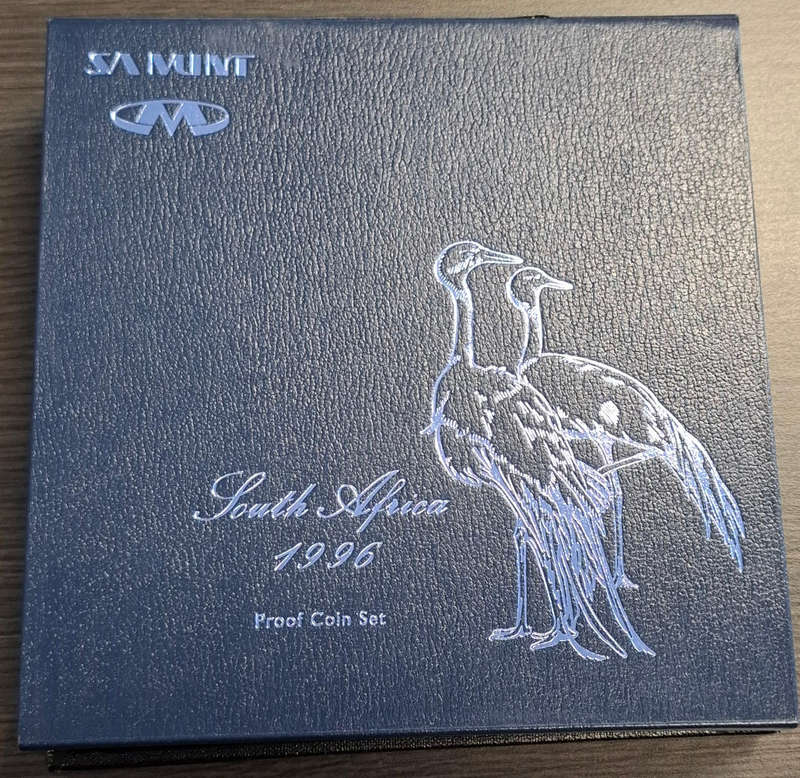 SA MINT
M
South Africa
1996
Proof Coin Set